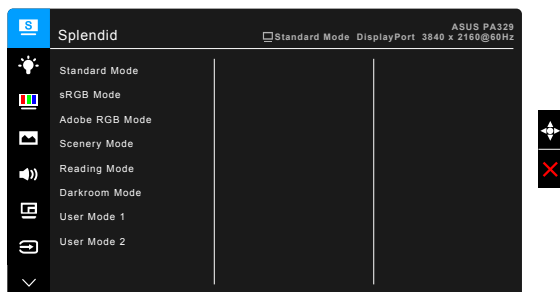 S
Splendid
ASUS PA329
Standard Mode DisplayPort 3840 x 2160@60Hz
Standard Mode
sRGB Mode
Adobe RGB Mode
Scenery Mode
Reading Mode
Darkroom Mode
User Mode 1
User Mode 2